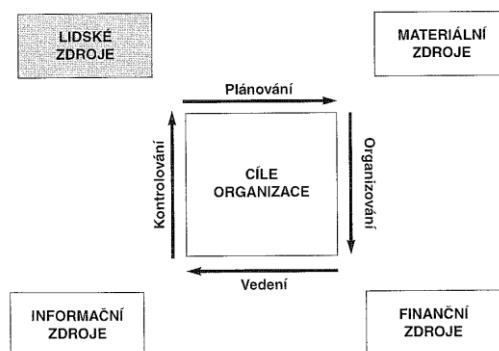 LIDSKÉ
ZDROJE
MATERIÁLNÍ
ZDROJE
Plánování
Kontrolování
CÍLE
ORGANIZACE
Organizování
Vedení
INFORMAČNÍ
ZDROJE
FINANČNÍ
ZDROJE